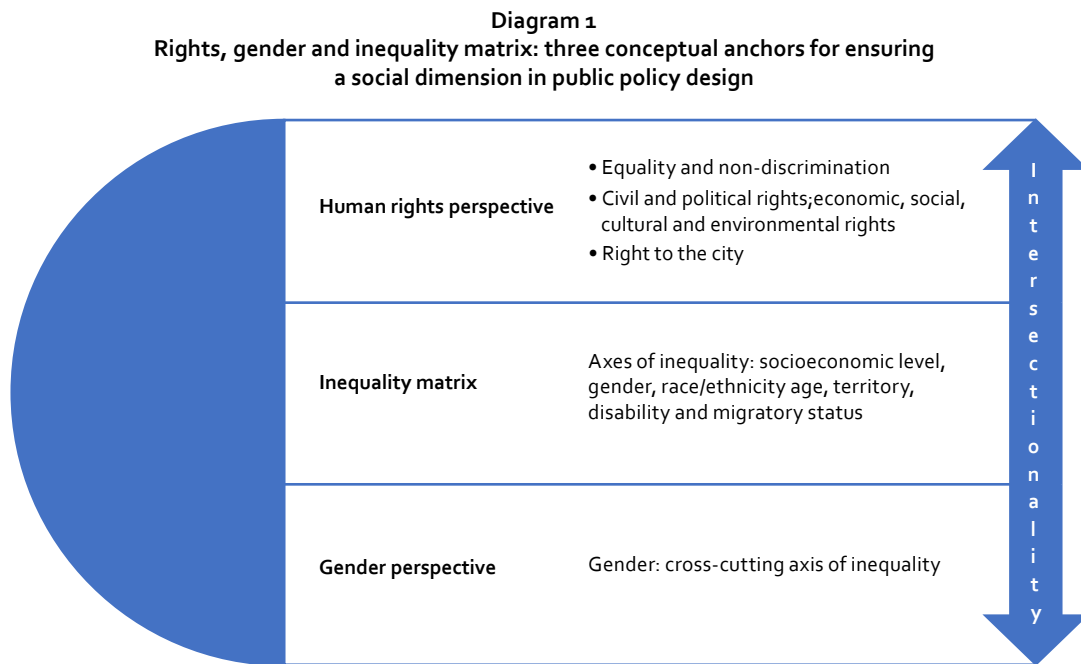 Diagram 1
Rights, gender and inequality matrix: three conceptual anchors for ensuring
a social dimension in public policy design
Human rights perspective
• Equality and non-discrimination
• Civil and political rights;economic, social,
cultural and environmental rights
• Right to the city
Inequality matrix
Axes of inequality: socioeconomic level,
gender, race/ethnicity age, territory,
disability and migratory status
Gender perspective
Gender: cross-cutting axis of inequality
Intersectionality